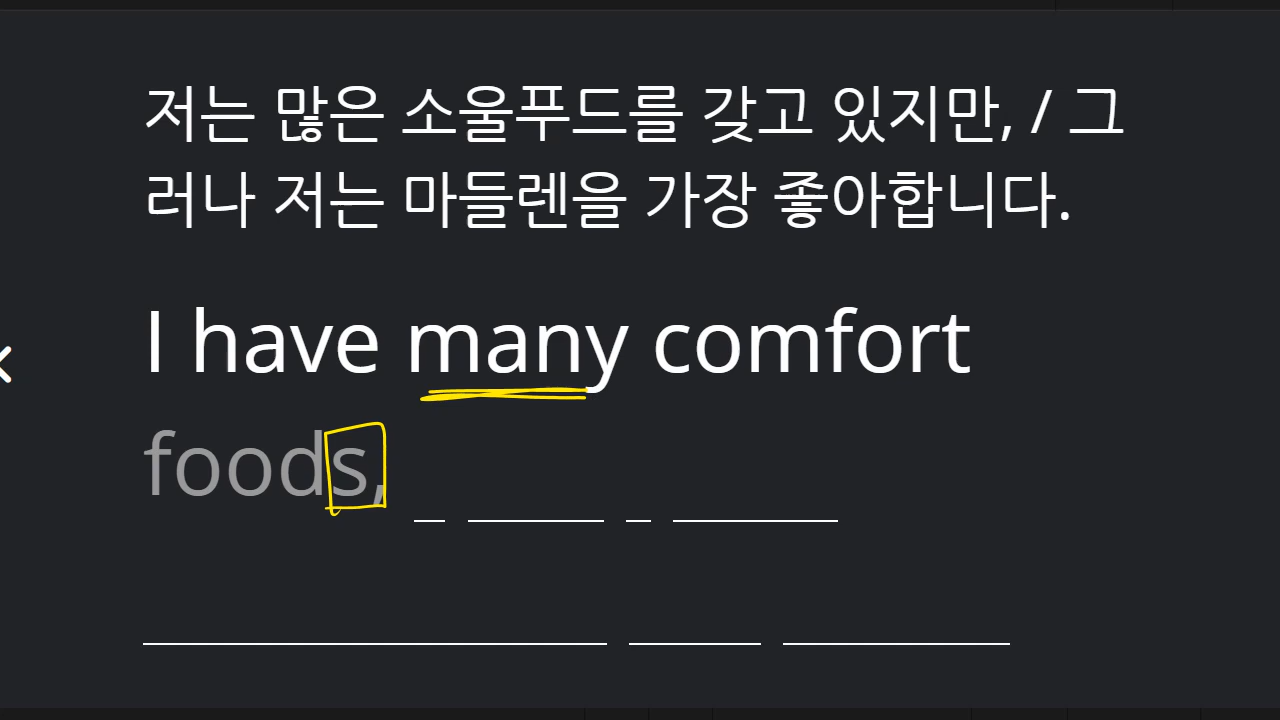 저는 많은 소울푸드를 갖고 있지만, / 그
러나 저는 마들렌을 가장 좋아합니다.
I have many comfort
foods,